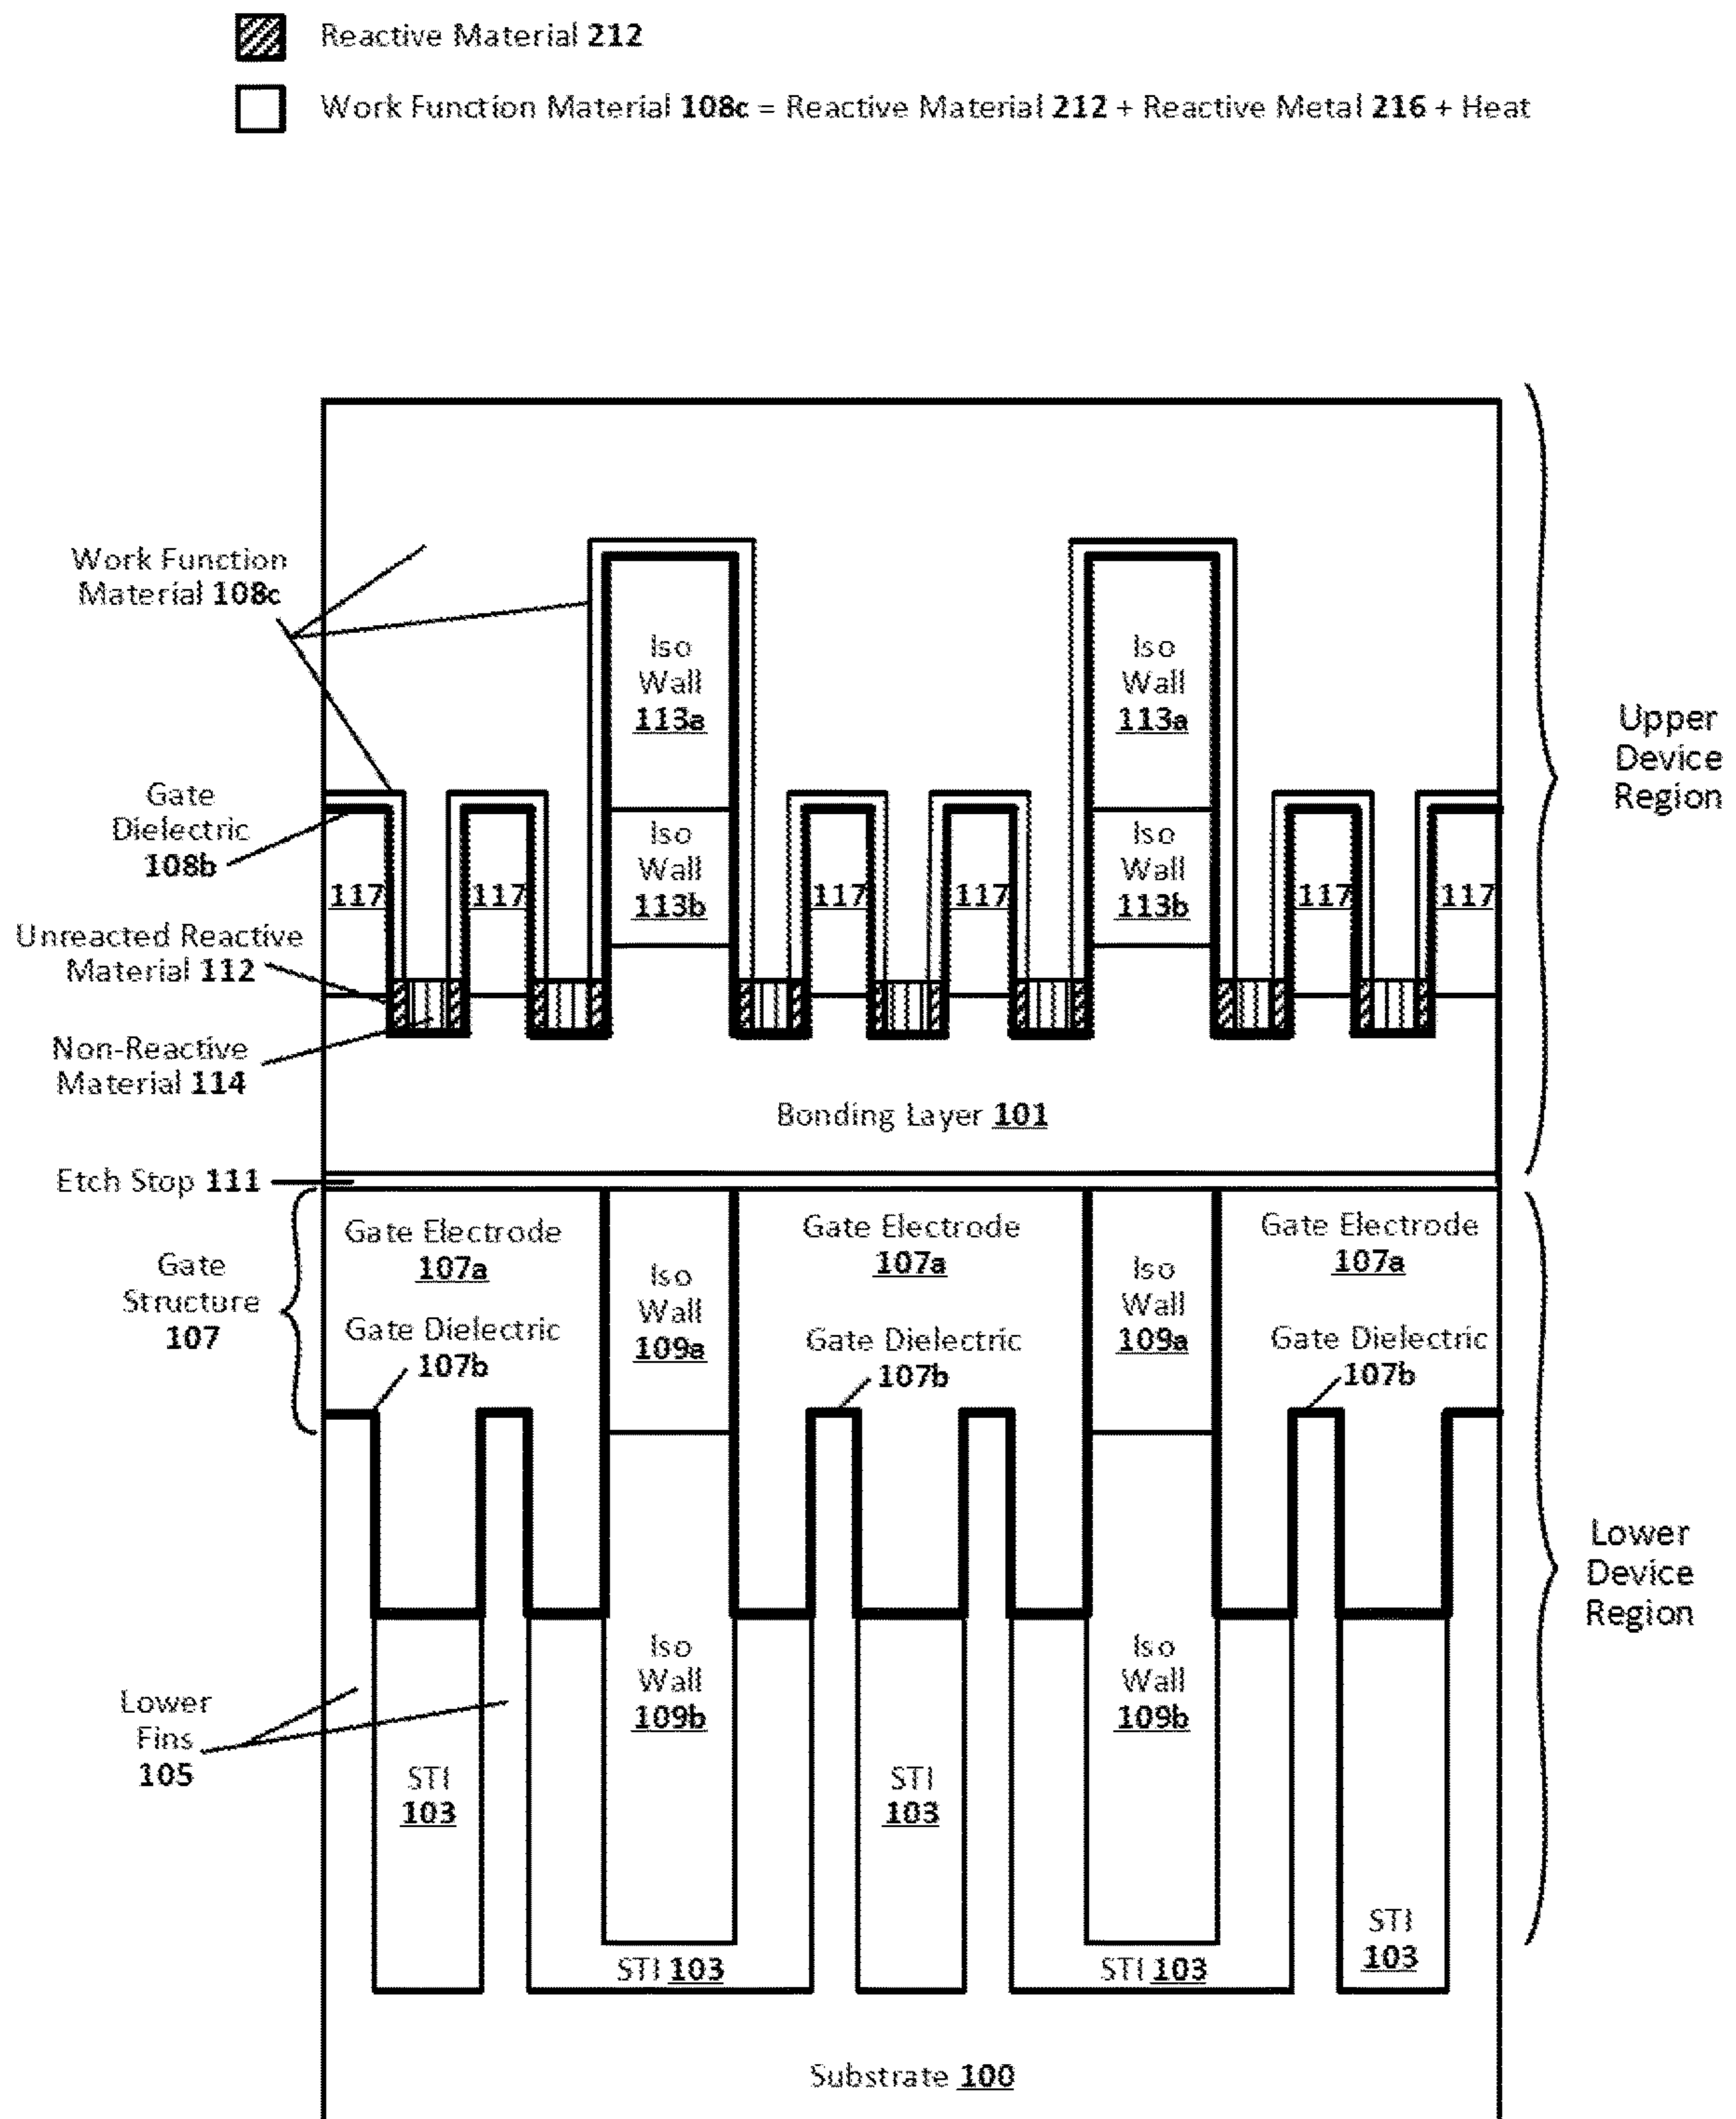 Reactive Material 212
Work Function Material 108c = Reactive Material 212 + Reactive Metal 216 + Heat
Work Function
Material 108c
Iso
Wall
113a
Iso
Wall
113a
Upper
Device
Region
Gate
Dielectric
108b
Iso
Wall
113b
Iso
Wall
113b
117
117
117
117
117
117
Unreacted Reactive
Material 112
Non-Reactive
Material 114
Bonding Layer 101
Etch Stop 111
Gate
Structure
107
Gate Electrode
107a
Gate Electrode
107a
Gate Electrode
107a
Iso
Wall
109a
Iso
Wall
109a
Gate Dielectric
107b
Gate Dielectric
107b
Gate Dielectric
107b
Lower
Device
Region
Iso
Wall
109b
Iso
Wall
109b
Lower
Fins
105
STI
103
STI
103
STI
103
STI 103
STI 103
Substrate 100